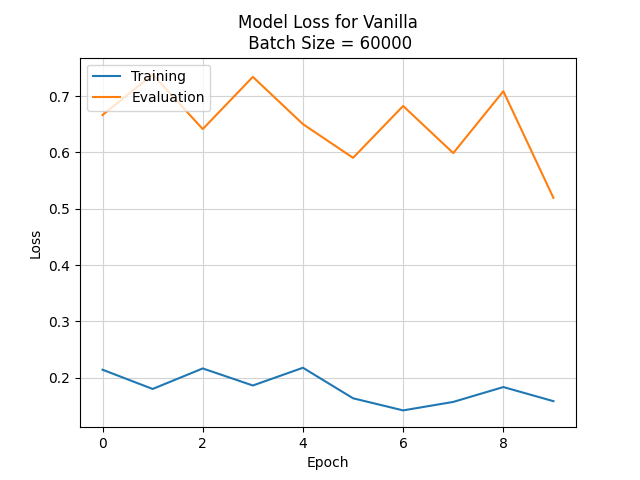 Model Loss for Vanilla
Batch Size = 60000
Training
Evaluation
0.7
0.6
0.5
0.4
0.3
0.2
Loss
0 2 4 6 8
Epoch